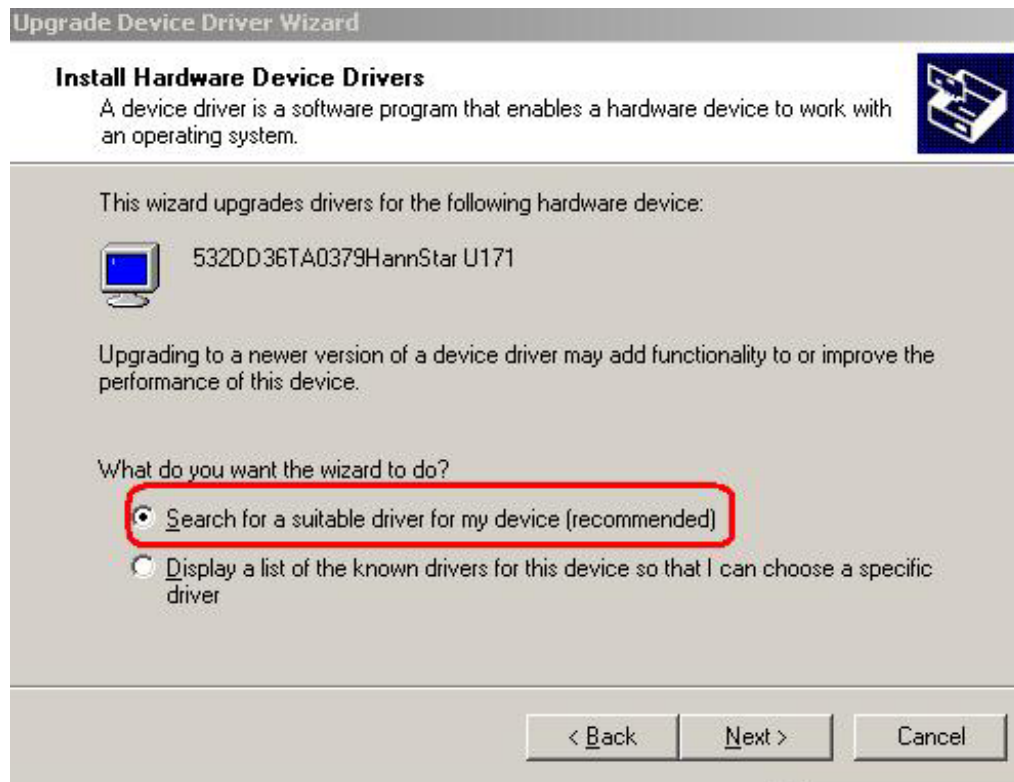 Upgrade Device Driver Wizard
Install Hardware Device Drivers
A device driver is a software program that enables a hardware device to work with
an operating system.
This wizard upgrades drivers for the following hardware device:
532DD36TA0379HannStar U171
Upgrading to a newer version of a device driver may add functionality to or improve the
performance of this device.
What do you want the wizard to do?
Search for a suitable driver for my device (recommended)
Display a list of the known drivers for this device so that I can choose a specific
driver
< Back
Next >
Cancel